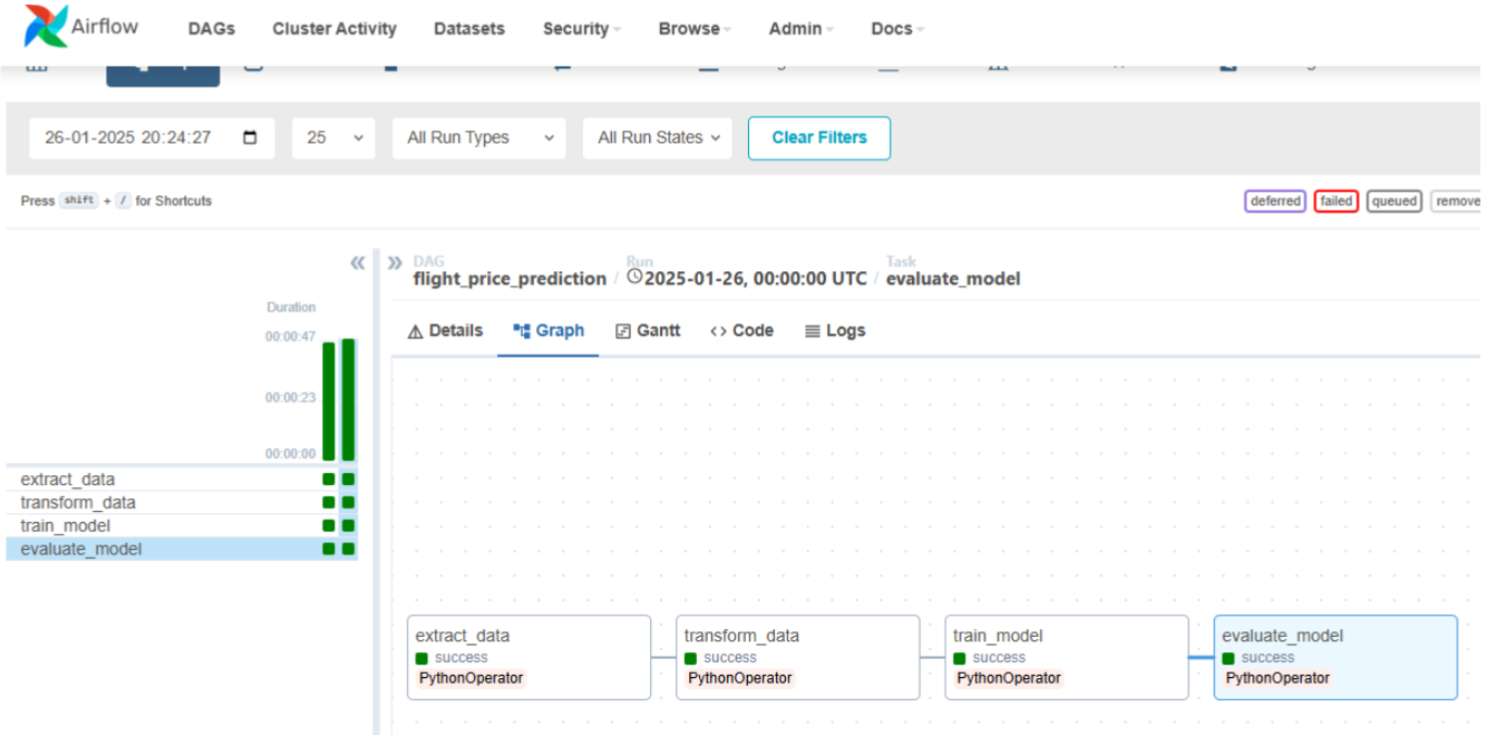 Airflow DAGs Cluster Activity Datasets Security Browse Admin Docs
26-01-2025 20:24:27 25 All Run Types All Run States Clear Filters
Press shift + / for Shortcuts deferred failed queued remove
DAG Run Task
flight_price_prediction / 2025-01-26, 00:00:00 UTC / evaluate_model
Duration
Details Graph Gantt <> Code Logs
00:00:47
00:00:23
00:00:00
extract_data
transform_data
train_model
evaluate_model
extract_data transform_data train_model evaluate_model
success success success success
PythonOperator PythonOperator PythonOperator PythonOperator